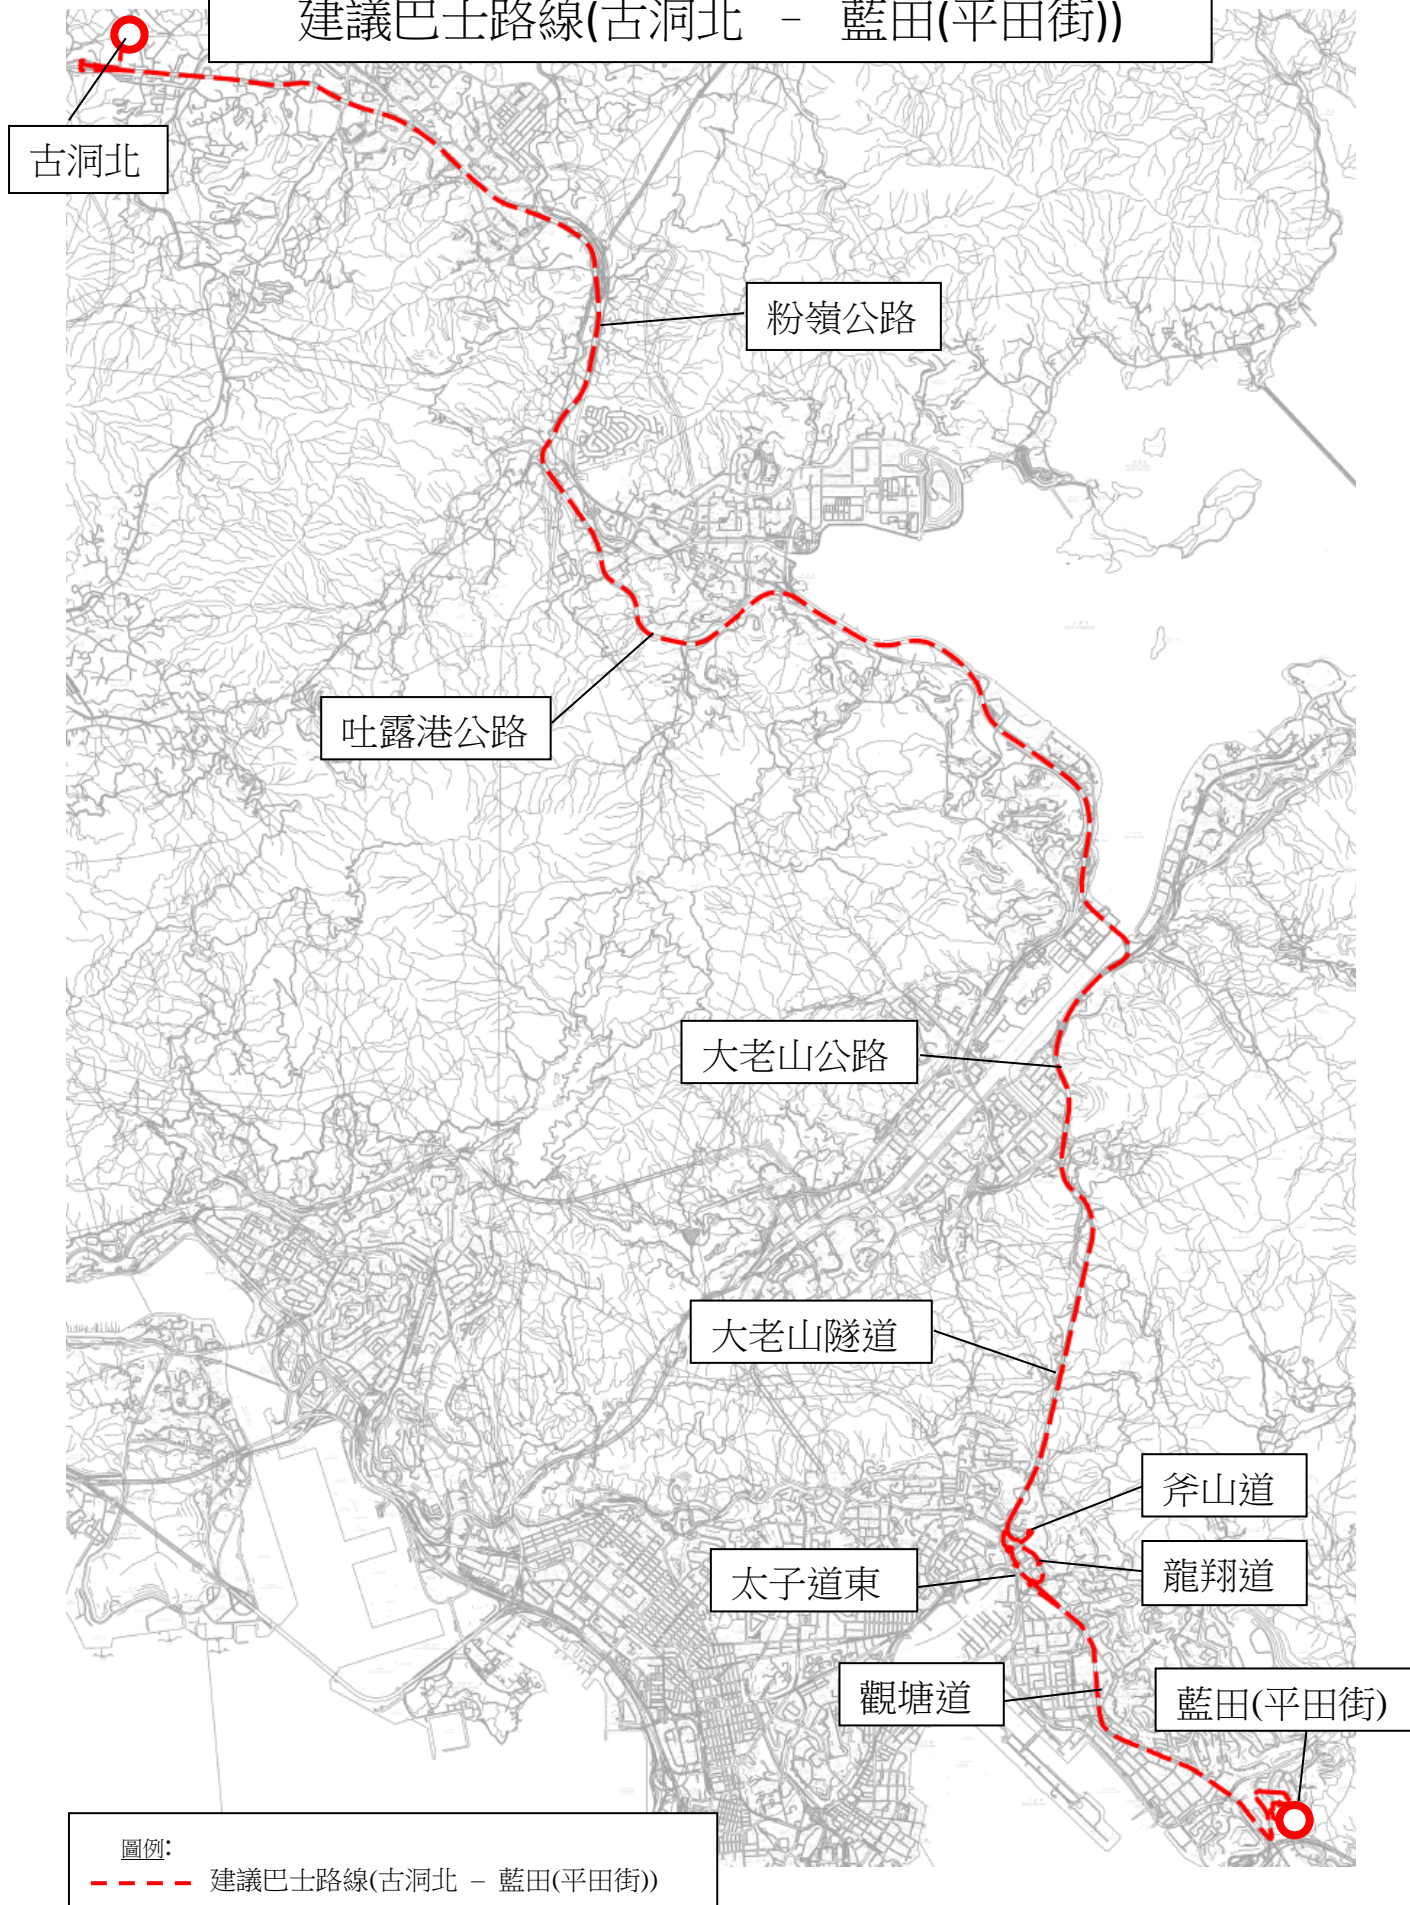 建議巴士路線(古洞北 – 藍田(平田街))
古洞北
粉嶺公路
吐露港公路
大老山公路
大老山隧道
斧山道
龍翔道
太子道東
觀塘道
藍田(平田街)
圖例:
建議巴士路線(古洞北 – 藍田(平田街))